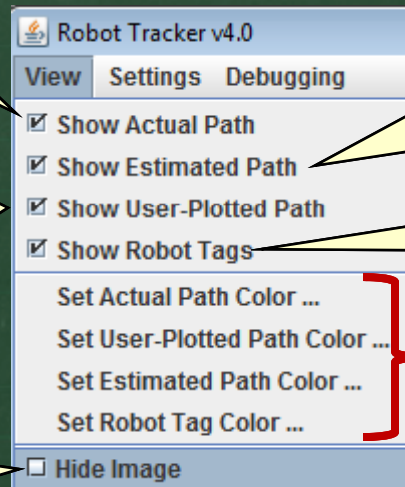 Robot Tracker v4.0
View Settings Debugging
Show Actual Path
Show Estimated Path
Show User-Plotted Path
Show Robot Tags
Set Actual Path Color ...
Set User-Plotted Path Color ...
Set Estimated Path Color ...
Set Robot Tag Color ...
Hide Image